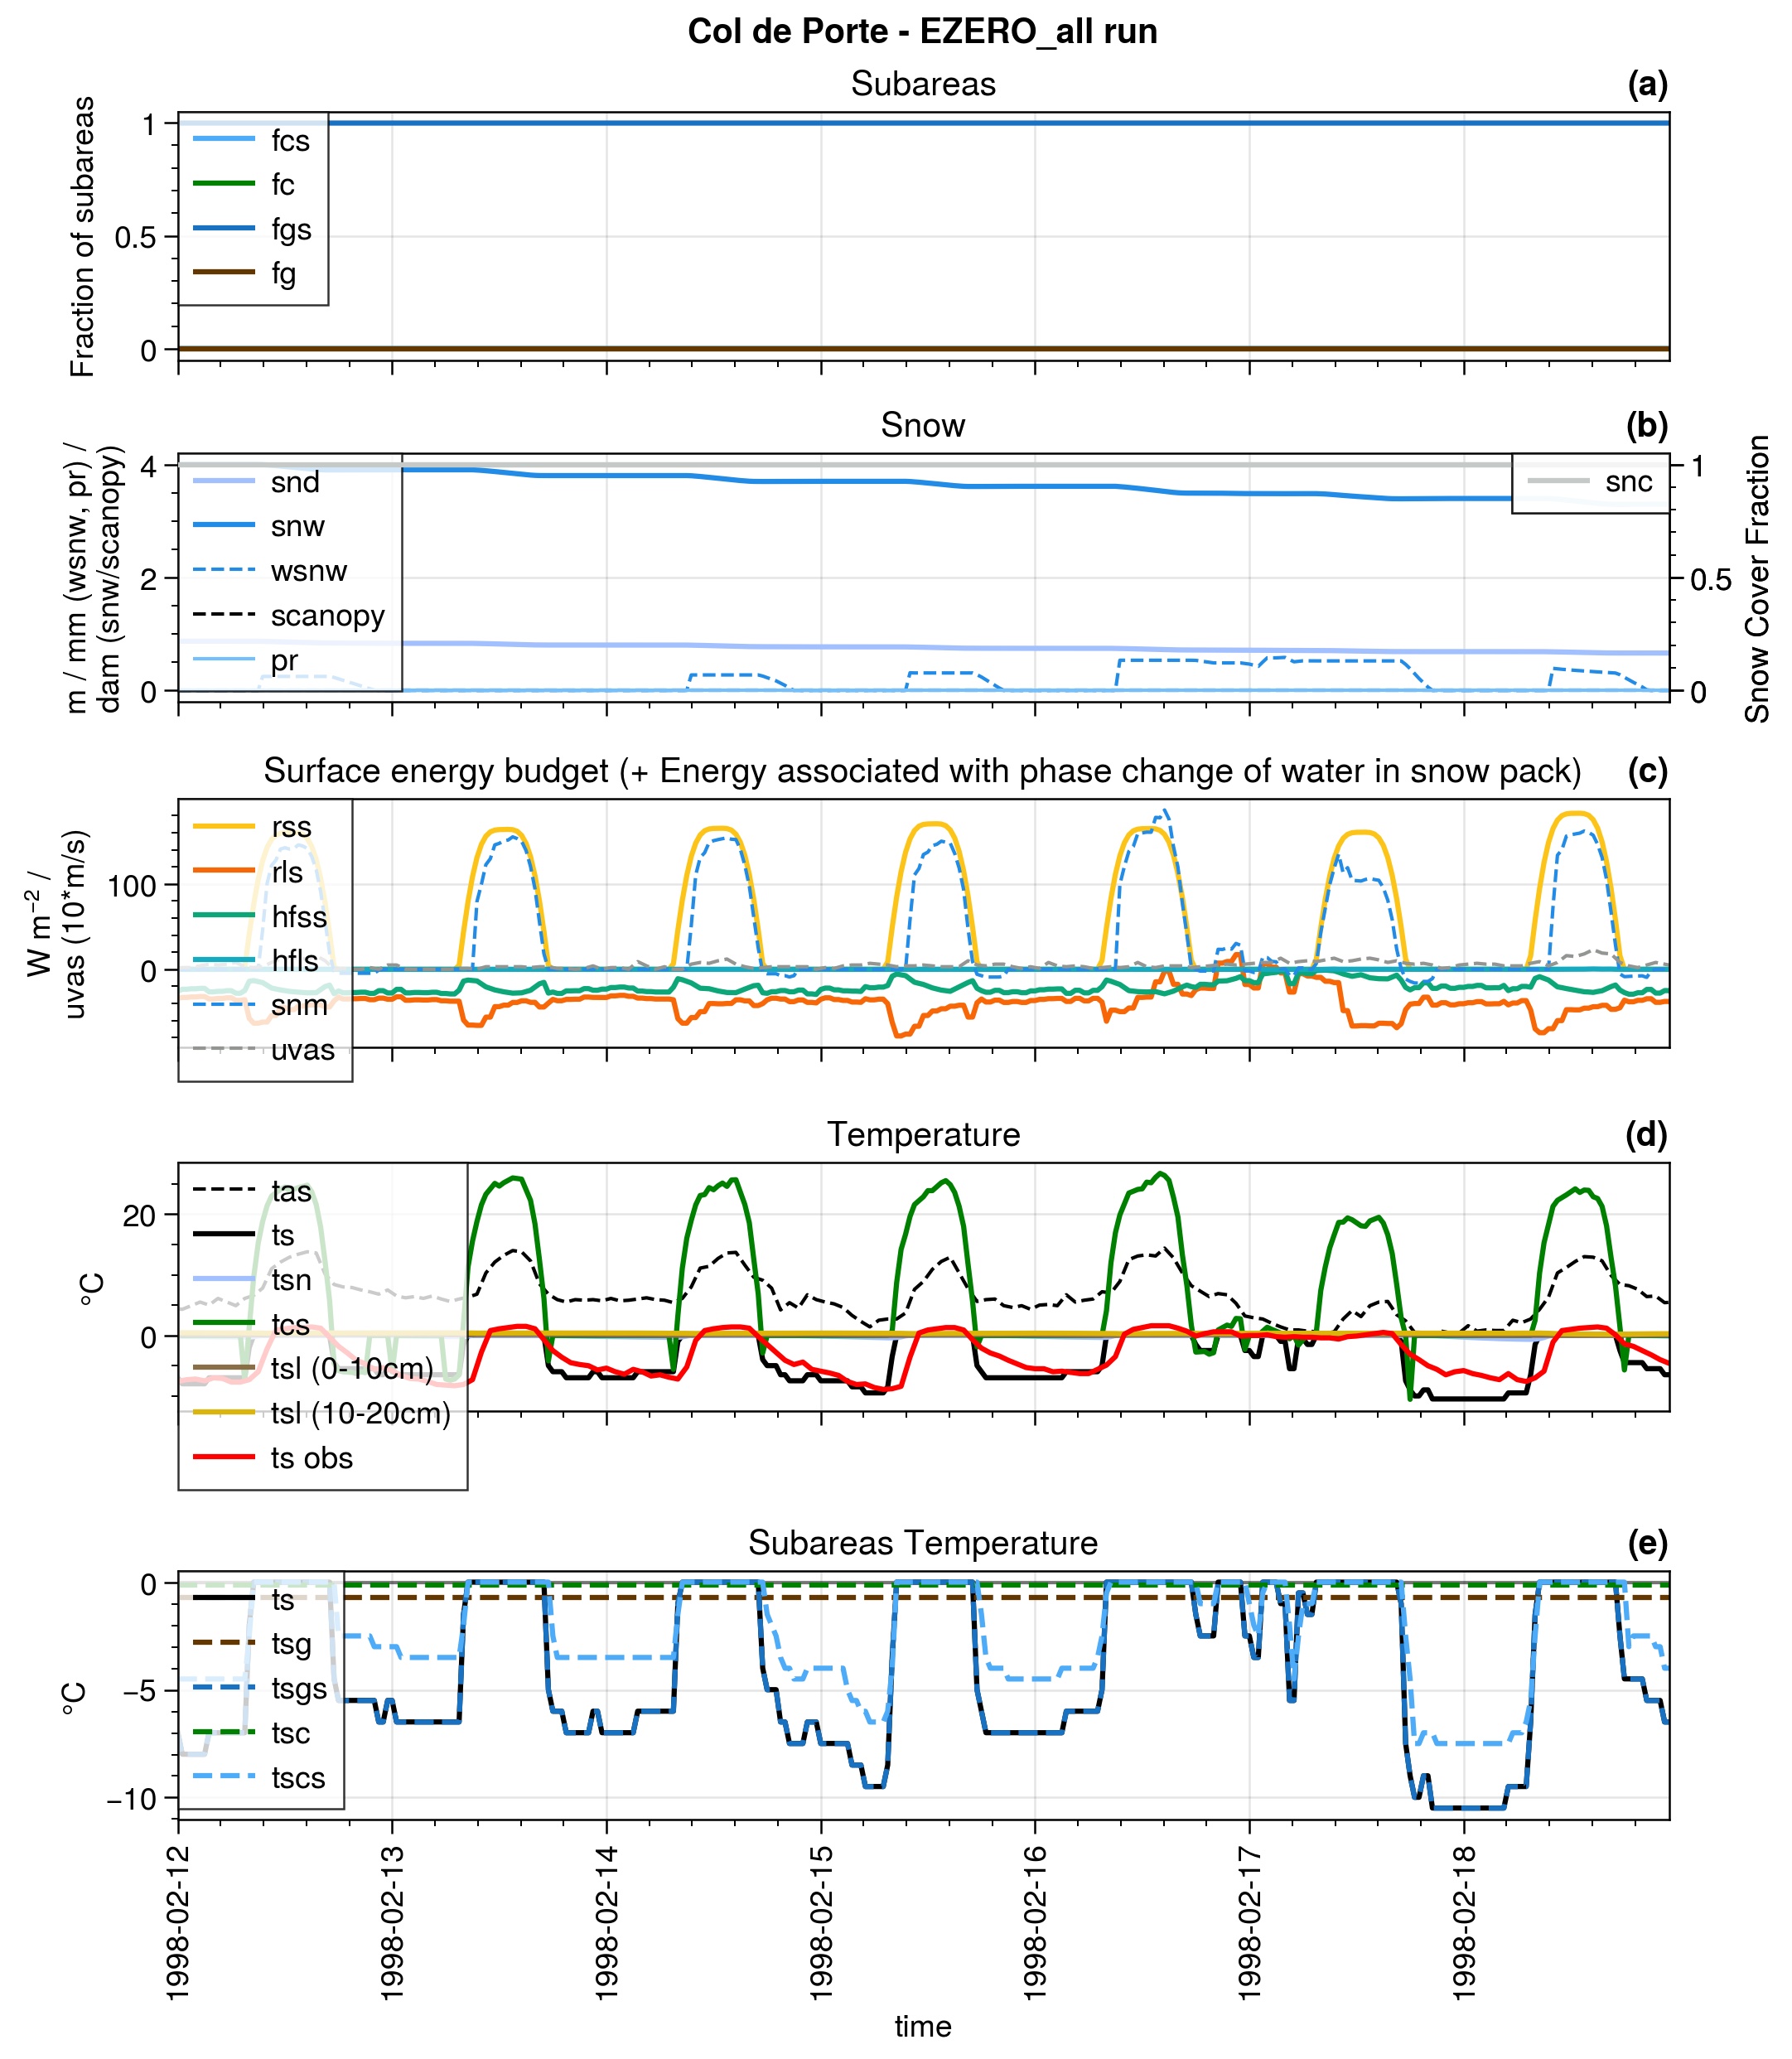 Col de Porte - EZERO_all run
Subareas
(a)
Fraction of subareas
1
0.5
0
fcs
fc
fgs
fg
Snow
(b)
m / mm (wsnw, pr) /
dam (snw/scanopy)
4
2
0
snd
snw
wsnw
scanopy
pr
snc
1
0.5
0
Snow Cover Fraction
Surface energy budget (+ Energy associated with phase change of water in snow pack)
(c)
W m⁻² /
uvas (10*m/s)
100
0
rss
rls
hfss
hfls
snm
uvas
Temperature
(d)
°C
20
0
tas
ts
tsn
tcs
tsl (0-10cm)
tsl (10-20cm)
ts obs
Subareas Temperature
(e)
°C
0
−5
−10
ts
tsg
tsgs
tsc
tscs
1998-02-12
1998-02-13
1998-02-14
1998-02-15
1998-02-16
1998-02-17
1998-02-18
time